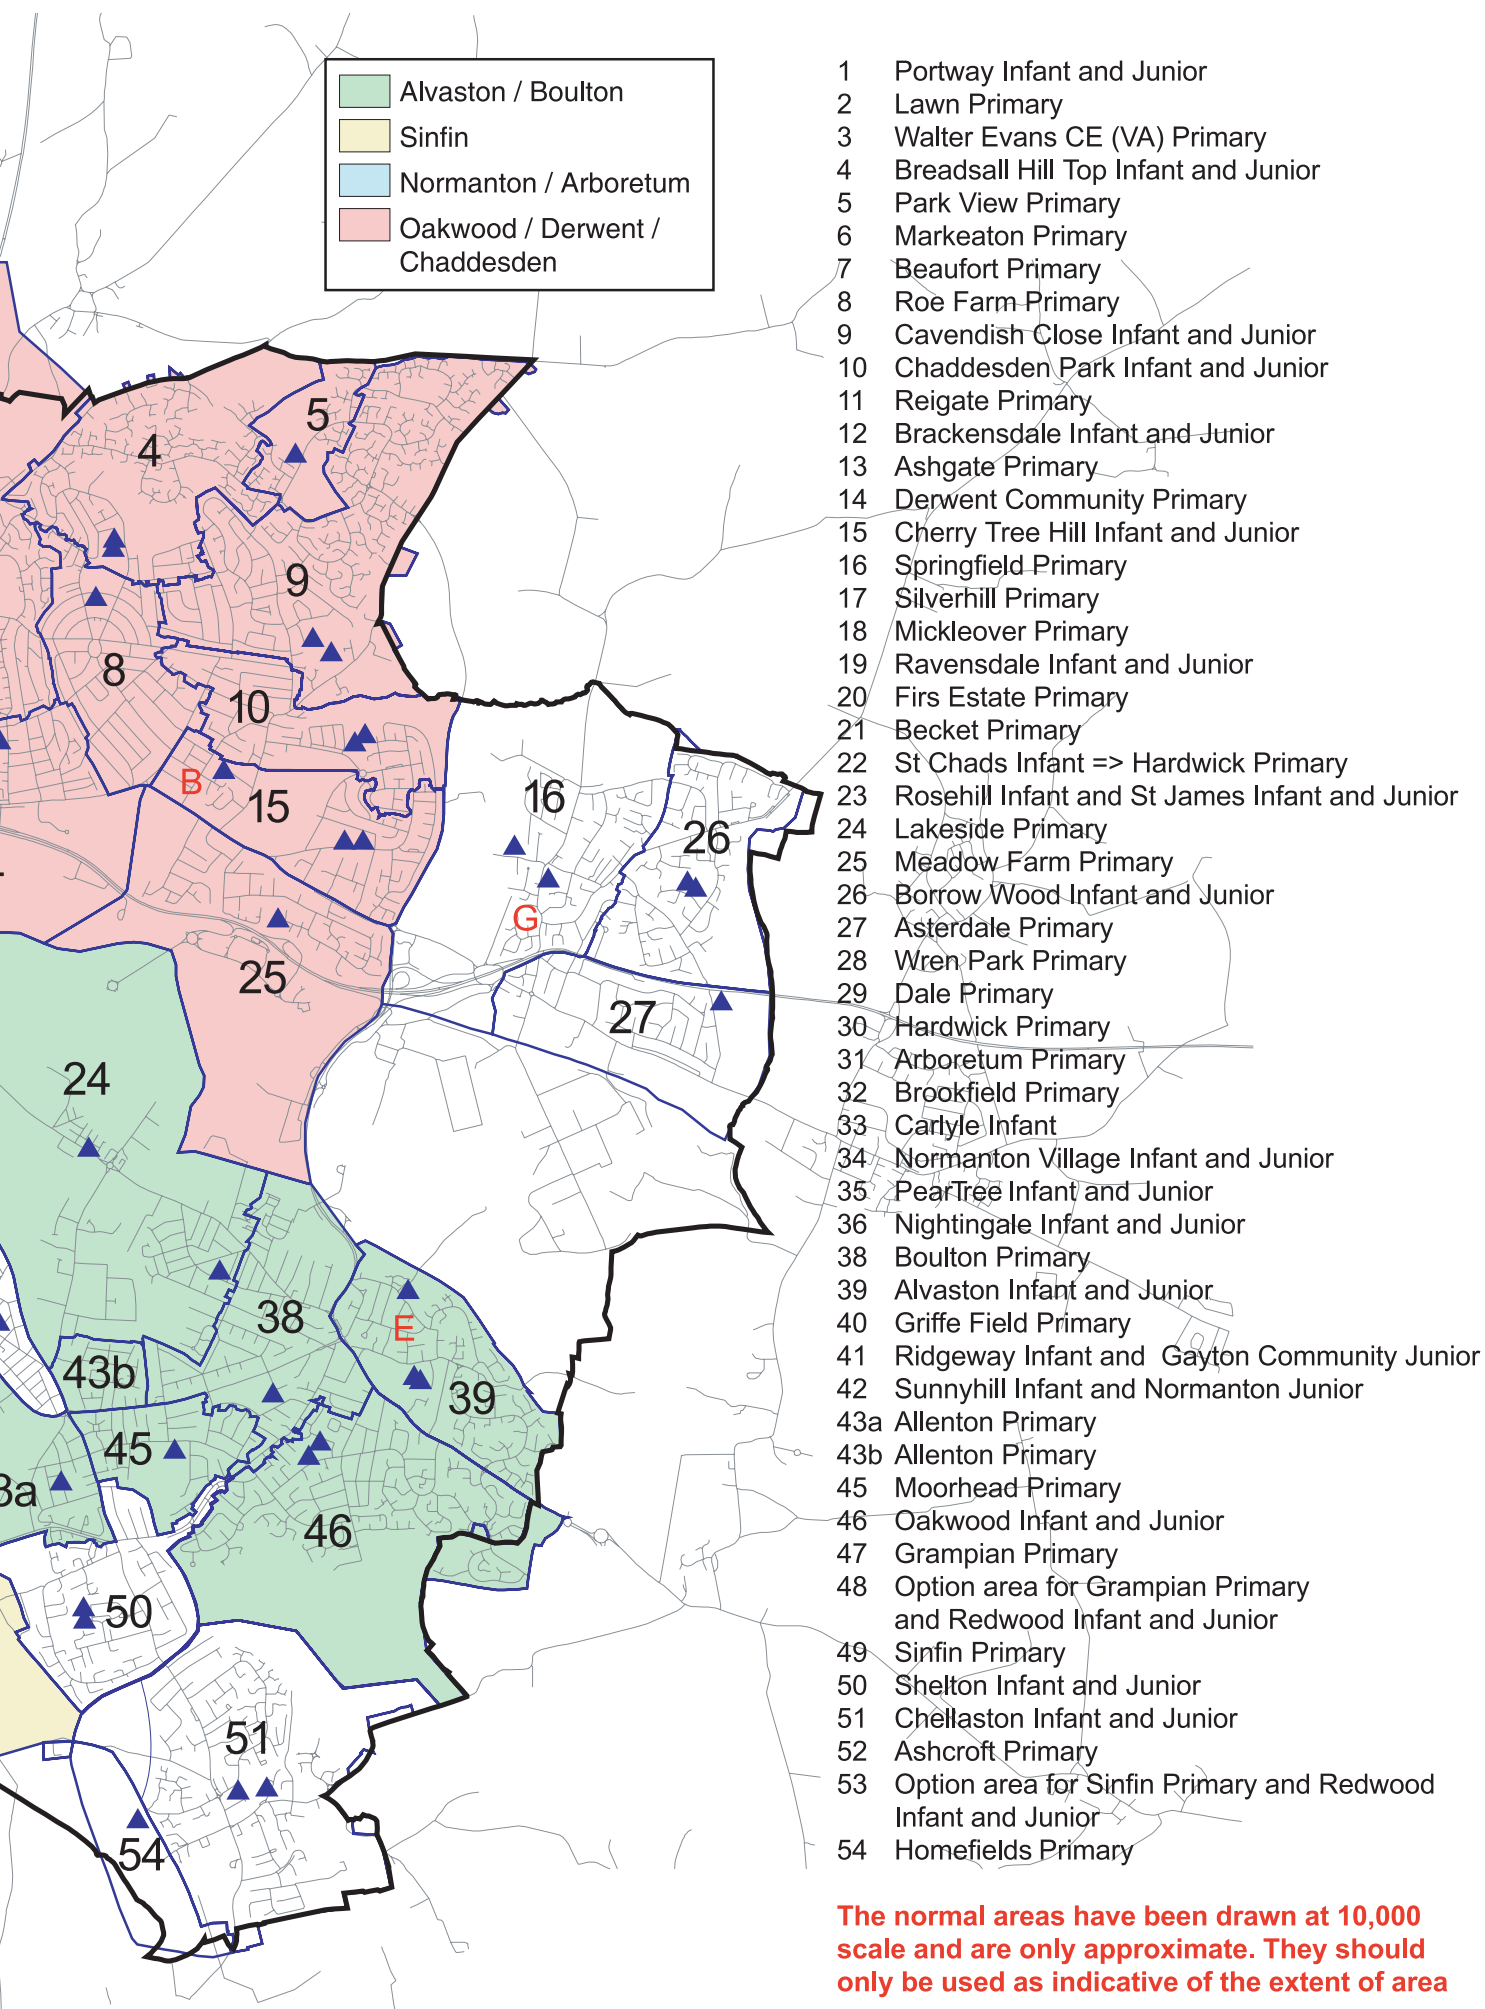 Alvaston / Boulton
Sinfin
Normanton / Arboretum
Oakwood / Derwent /
Chaddesden
1 Portway Infant and Junior
2 Lawn Primary
3 Walter Evans CE (VA) Primary
4 Breadsall Hill Top Infant and Junior
5 Park View Primary
6 Markeaton Primary
7 Beaufort Primary
8 Roe Farm Primary
9 Cavendish Close Infant and Junior
10 Chaddesden Park Infant and Junior
11 Reigate Primary
12 Brackensdale Infant and Junior
13 Ashgate Primary
14 Derwent Community Primary
15 Cherry Tree Hill Infant and Junior
16 Springfield Primary
17 Silverhill Primary
18 Mickleover Primary
19 Ravensdale Infant and Junior
20 Firs Estate Primary
21 Becket Primary
22 St Chads Infant => Hardwick Primary
23 Rosehill Infant and St James Infant and Junior
24 Lakeside Primary
25 Meadow Farm Primary
26 Borrow Wood Infant and Junior
27 Asterdale Primary
28 Wren Park Primary
29 Dale Primary
30 Hardwick Primary
31 Arboretum Primary
32 Brookfield Primary
33 Carlyle Infant
34 Normanton Village Infant and Junior
35 PearTree Infant and Junior
36 Nightingale Infant and Junior
38 Boulton Primary
39 Alvaston Infant and Junior
40 Griffe Field Primary
41 Ridgeway Infant and Gayton Community Junior
42 Sunnyhill Infant and Normanton Junior
43a Allenton Primary
43b Allenton Primary
45 Moorhead Primary
46 Oakwood Infant and Junior
47 Grampian Primary
48 Option area for Grampian Primary
and Redwood Infant and Junior
49 Sinfin Primary
50 Shelton Infant and Junior
51 Chellaston Infant and Junior
52 Ashcroft Primary
53 Option area for Sinfin Primary and Redwood
Infant and Junior
54 Homefields Primary
The normal areas have been drawn at 10,000
scale and are only approximate. They should
only be used as indicative of the extent of area
5
4
9
8
10
B
15
16
26
G
25
27
24
38
E
43b
39
45
3a
46
50
51
54